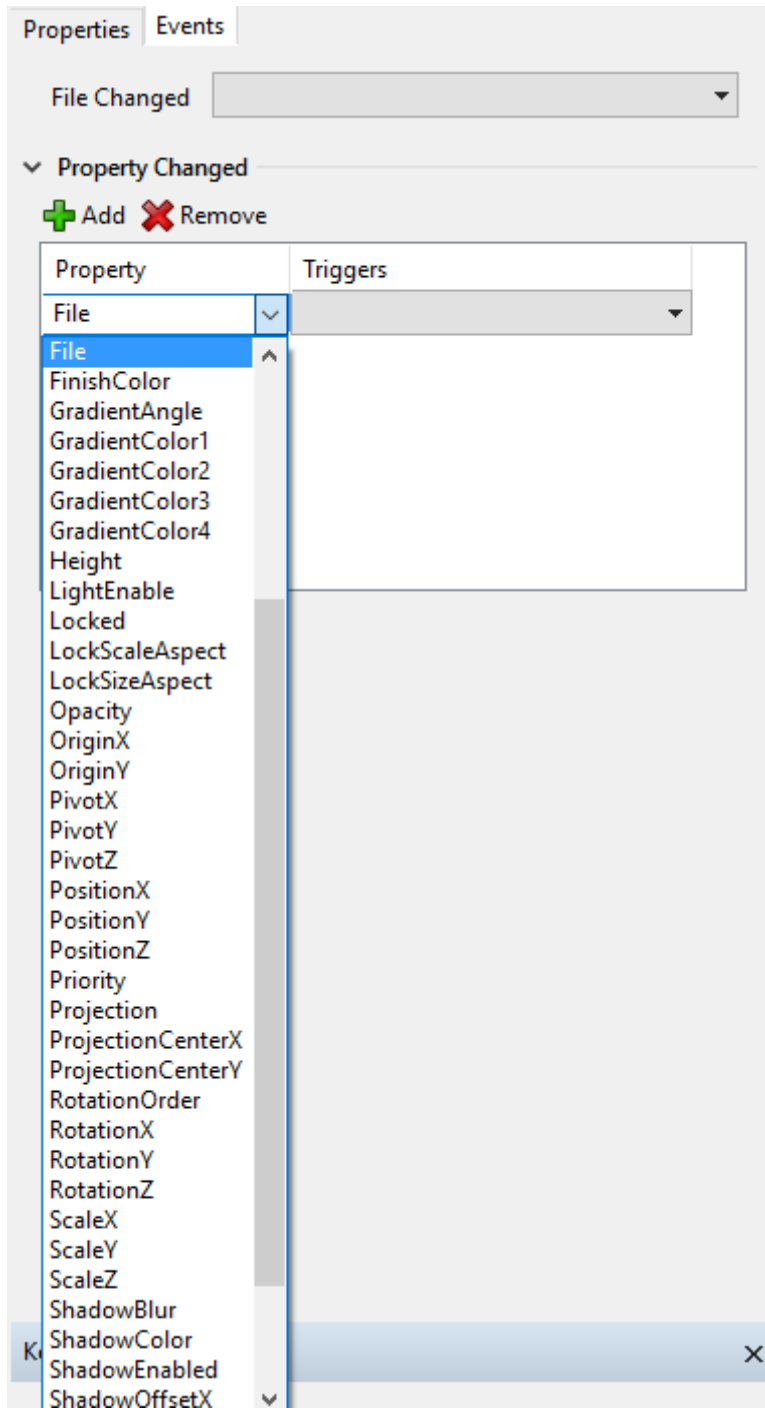 Properties Events
File Changed
Property Changed
Add Remove
Property Triggers
File
File
FinishColor
GradientAngle
GradientColor1
GradientColor2
GradientColor3
GradientColor4
Height
LightEnable
Locked
LockScaleAspect
LockSizeAspect
Opacity
OriginX
OriginY
PivotX
PivotY
PivotZ
PositionX
PositionY
PositionZ
Priority
Projection
ProjectionCenterX
ProjectionCenterY
RotationOrder
RotationX
RotationY
RotationZ
ScaleX
ScaleY
ScaleZ
ShadowBlur
ShadowColor
ShadowEnabled
ShadowOffsetX